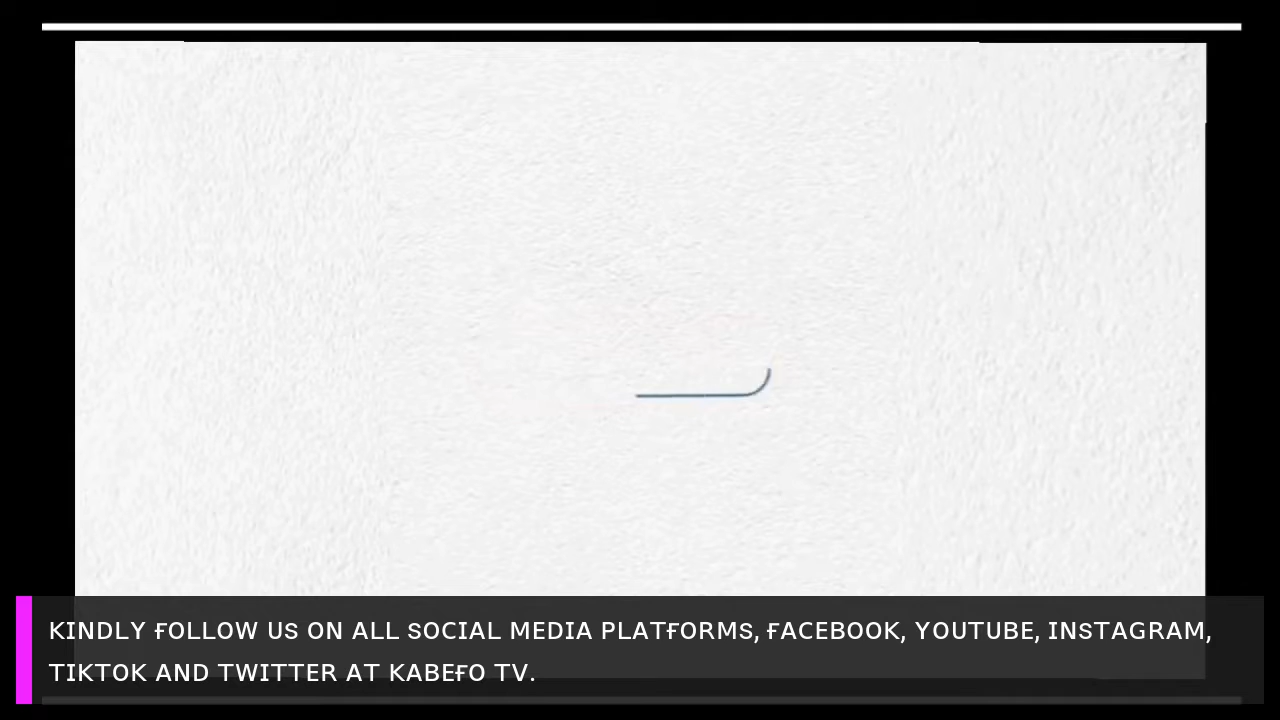 KINDLY FOLLOW US ON ALL SOCIAL MEDIA PLATFORMS, FACEBOOK, YOUTUBE, INSTAGRAM,
TIKTOK AND TWITTER AT KABEFO TV.